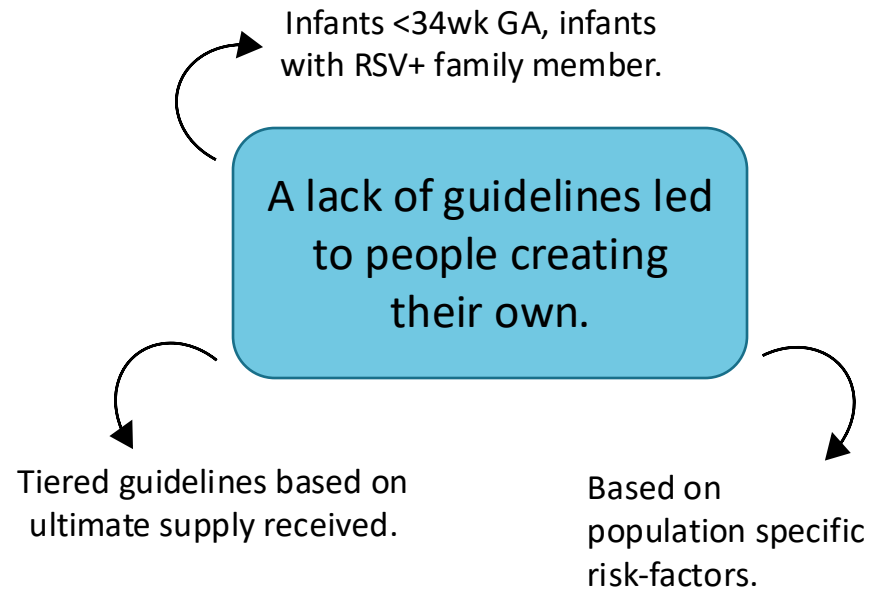 Infants <34wk GA, infants
with RSV+ family member.
A lack of guidelines led
to people creating
their own.
Tiered guidelines based on
ultimate supply received.
Based on
population specific
risk-factors.